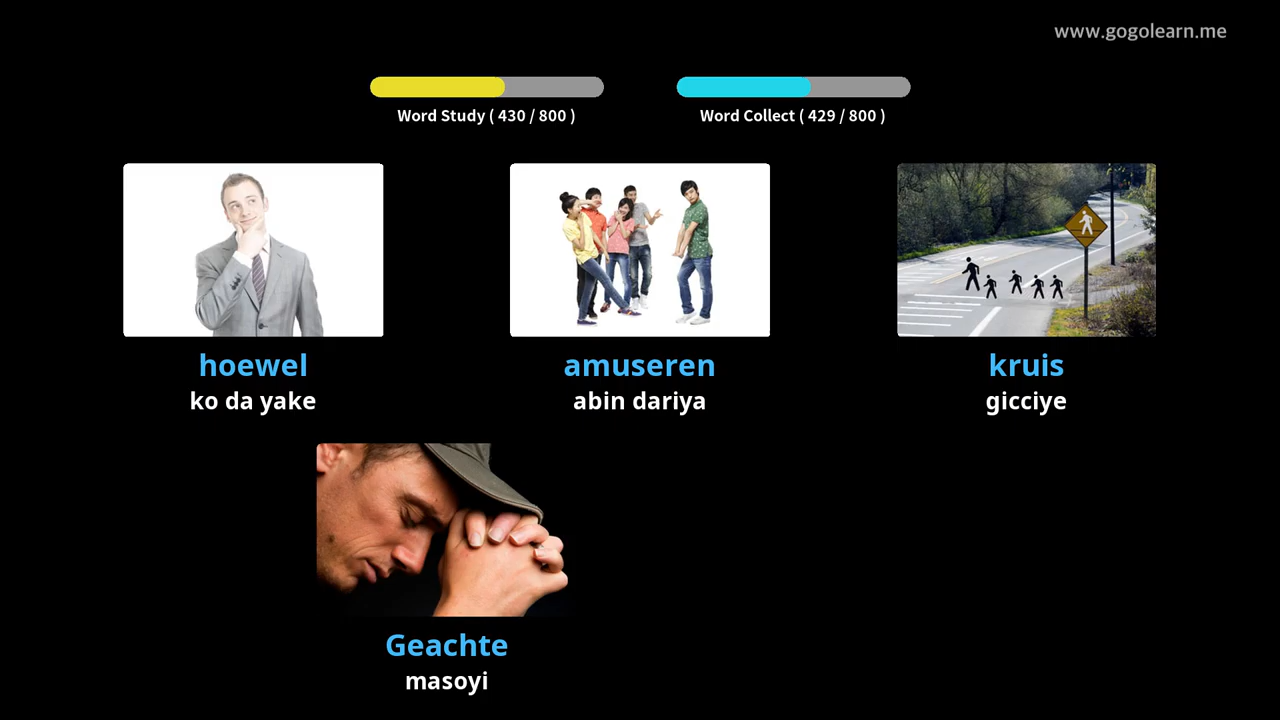 www.gogolearn.me
Word Study ( 430 / 800 )
Word Collect ( 429 / 800 )
hoewel
amuseren
kruis
ko da yake
abin dariya
gicciye
Geachte
masoyi